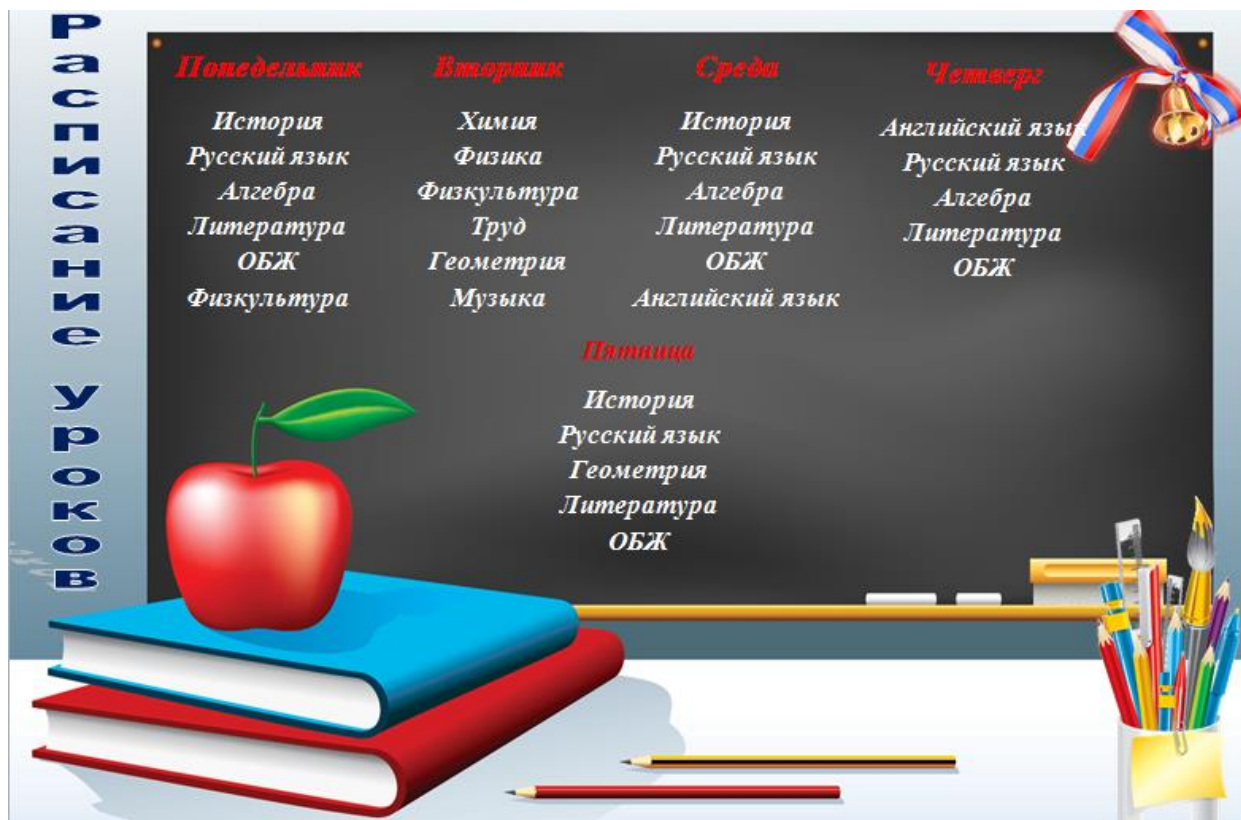 Расписание уроков
Понедельник
История
Русский язык
Алгебра
Литература
ОБЖ
Физкультура
Вторник
Химия
Физика
Физкультура
Труд
Геометрия
Музыка
Среда
История
Русский язык
Алгебра
Литература
ОБЖ
Английский язык
Четверг
Английский язык
Русский язык
Алгебра
Литература
ОБЖ
Пятница
История
Русский язык
Геометрия
Литература
ОБЖ